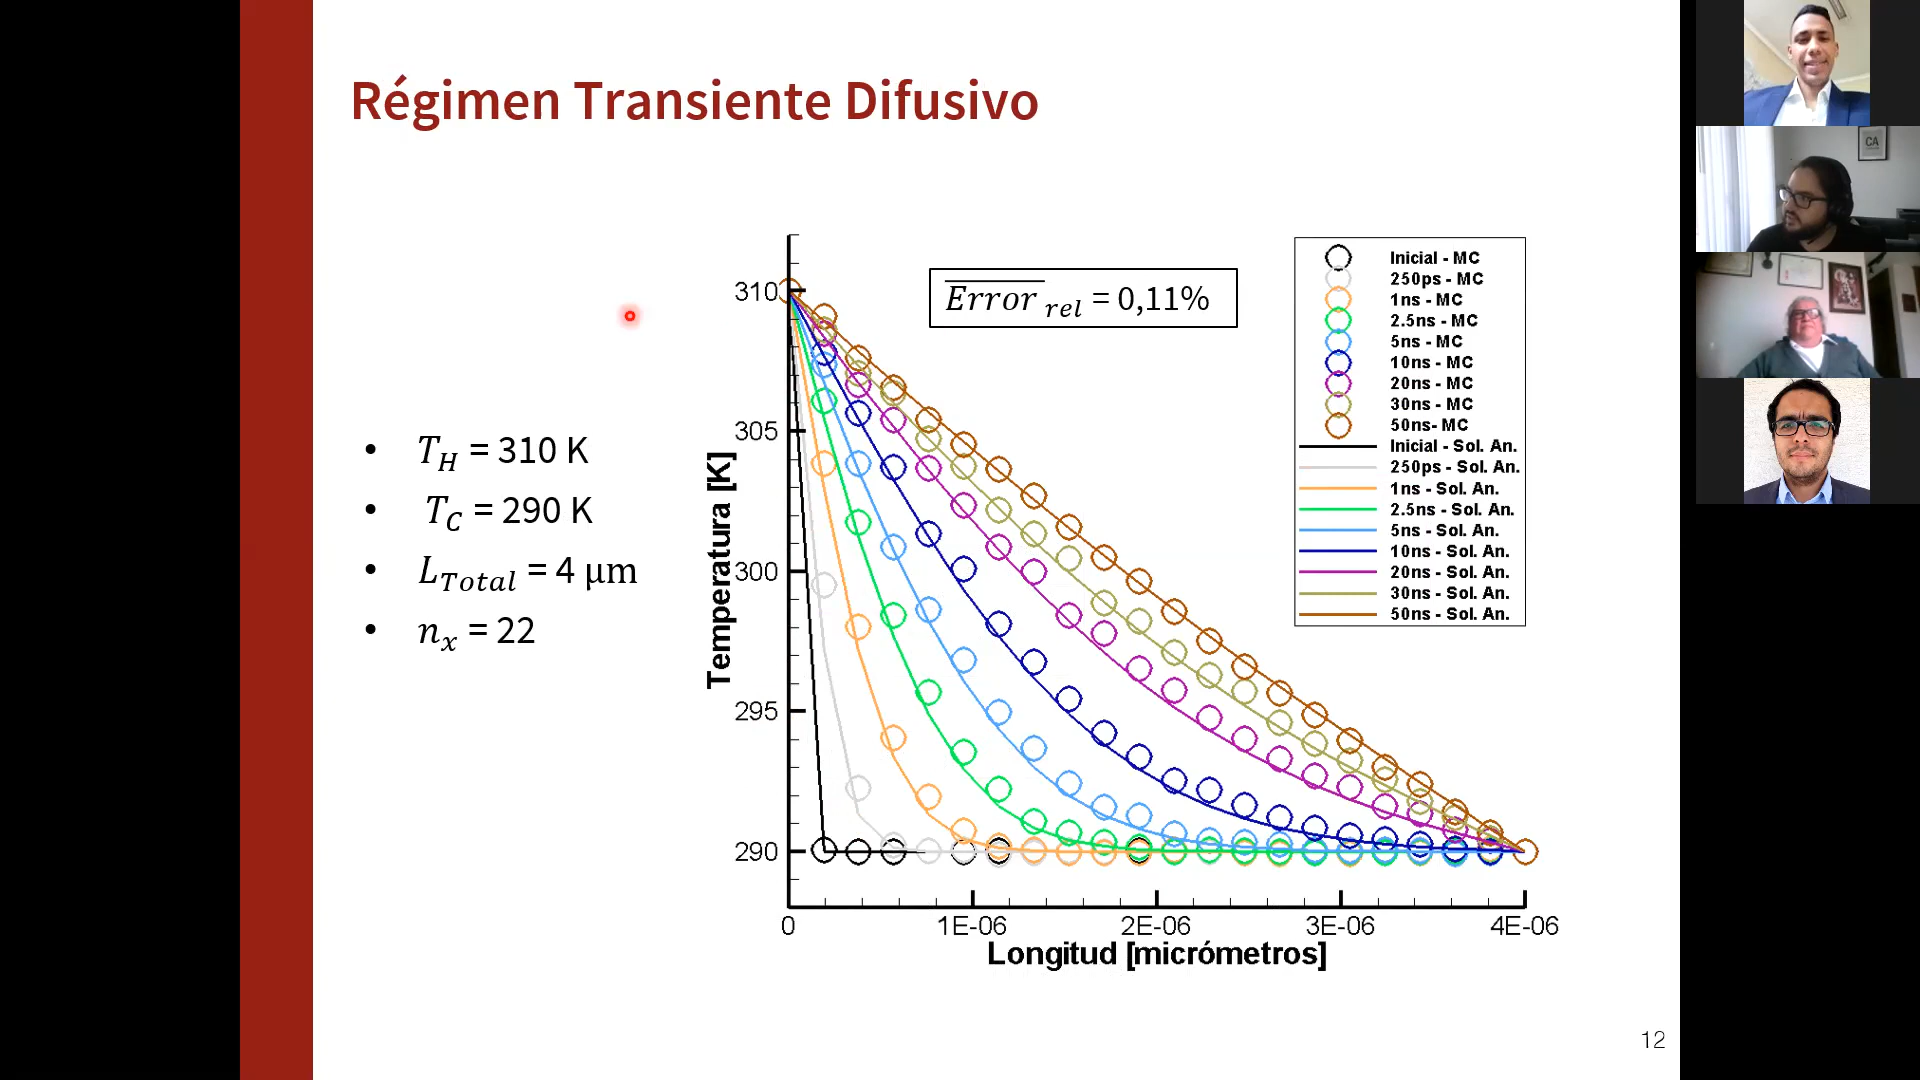 Régimen Transiente Difusivo
Error rel = 0,11%
• T_H = 310 K
• T_C = 290 K
• L_Total = 4 μm
• n_x = 22
Temperatura [K]
310
305
300
295
290
0 1E-06 2E-06 3E-06 4E-06
Longitud [micrómetros]
Inicial - MC
250ps - MC
1ns - MC
2.5ns - MC
5ns - MC
10ns - MC
20ns - MC
30ns - MC
50ns- MC
Inicial - Sol. An.
250ps - Sol. An.
1ns - Sol. An.
2.5ns - Sol. An.
5ns - Sol. An.
10ns - Sol. An.
20ns - Sol. An.
30ns - Sol. An.
50ns - Sol. An.
12
CA